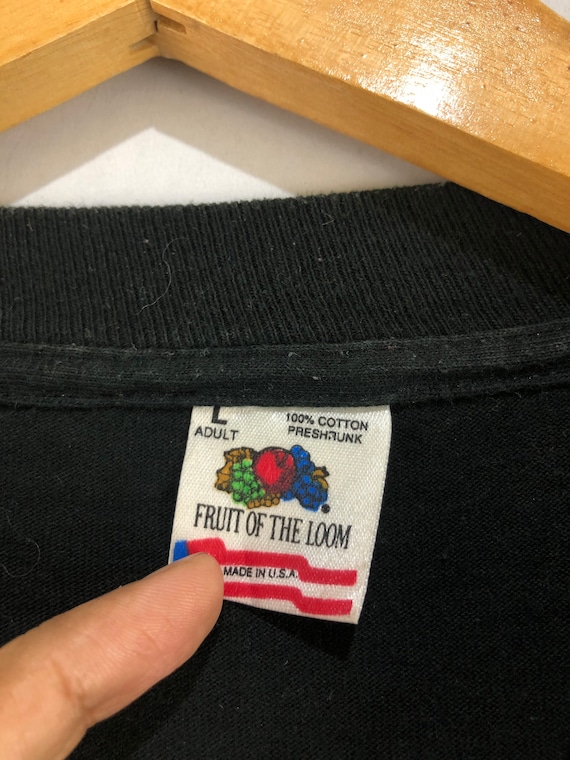 L
ADULT
100% COTTON
PRESHRUNK
®
FRUIT OF THE LOOM
MADE IN U.S.A.